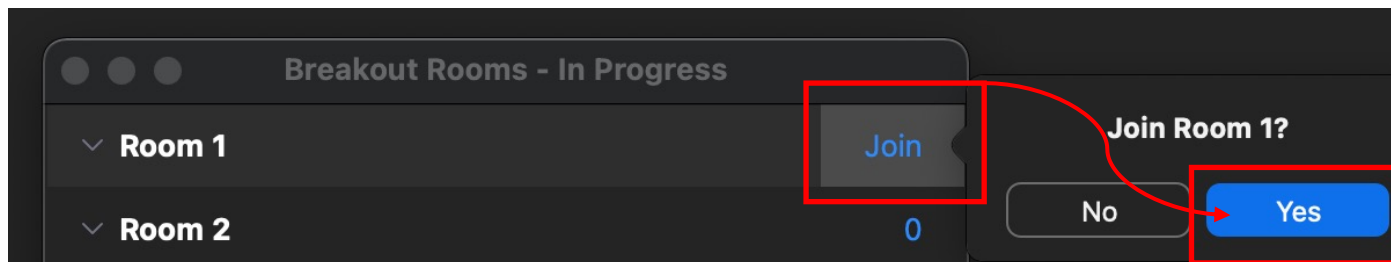 Breakout Rooms - In Progress
Room 1
Join
Join Room 1?
No
Yes
Room 2
0